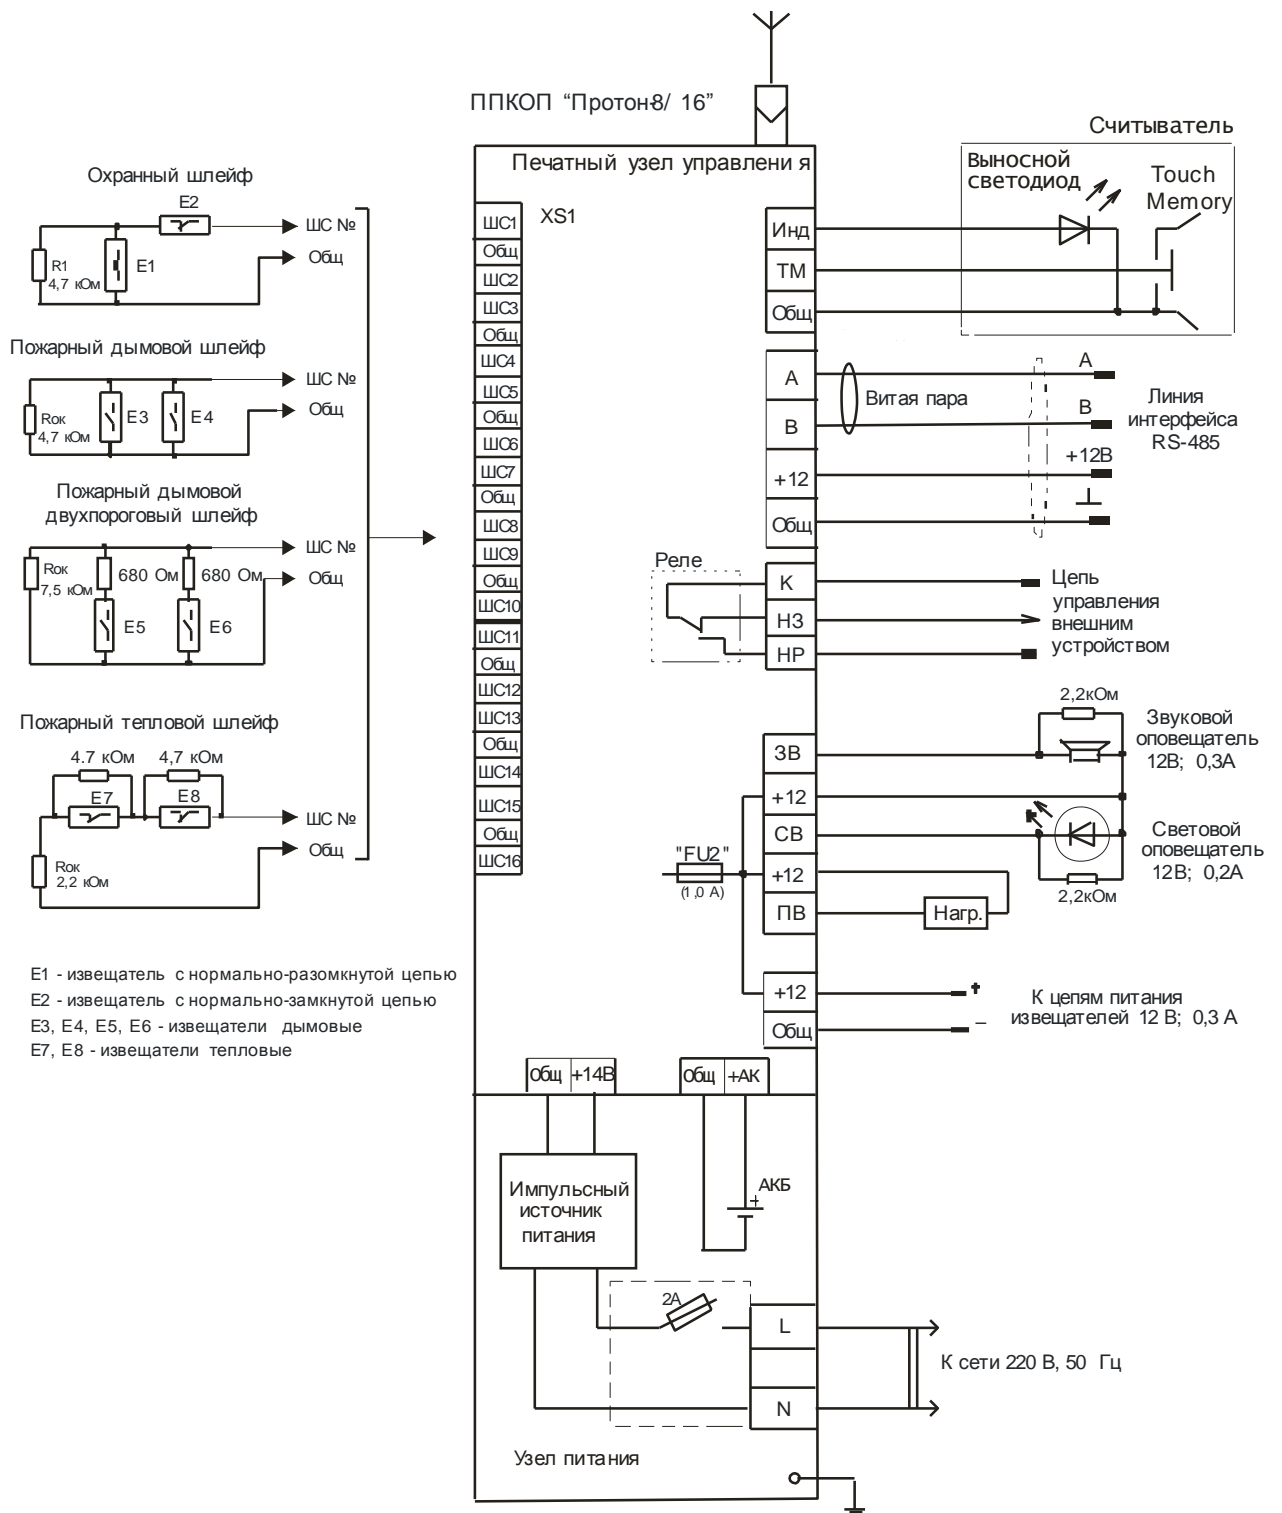 ППКОП “Протон-8/ 16”
Печатный узел управлени я
Охранный шлейф
E2
ШС №
Общ
R1
4,7 кОм
E1
Пожарный дымовой шлейф
ШС №
Общ
Rок
4,7 кОм
E3
E4
Пожарный дымовой
двухпороговый шлейф
ШС №
Общ
Rок
7,5 кОм
680 Ом
680 Ом
E5
E6
Пожарный тепловой шлейф
4.7 кОм
4,7 кОм
E7
E8
ШС №
Общ
Rок
2,2 кОм
E1 - извещатель с нормально-разомкнутой цепью
E2 - извещатель с нормально-замкнутой цепью
E3, E4, E5, E6 - извещатели дымовые
E7, E8 - извещатели тепловые
XS1
ШС1
Общ
ШС2
ШС3
Общ
ШС4
ШС5
Общ
ШС6
ШС7
Общ
ШС8
ШС9
Общ
ШС10
ШС11
Общ
ШС12
ШС13
Общ
ШС14
ШС15
Общ
ШС16
Считыватель
Выносной
светодиод
Touch
Memory
Инд
ТМ
Общ
А
В
+12
Общ
Витая пара
А
В
+12В
Линия
интерфейса
RS-485
Реле
К
НЗ
НР
Цепь
управления
внешним
устройством
ЗВ
+12
СВ
+12
ПВ
2,2кОм
Звуковой
оповещатель
12В; 0,3А
Световой
оповещатель
12В; 0,2А
2,2кОм
"FU2"
(1,0 А)
Нагр.
+12
Общ
+
–
К цепям питания
извещателей 12 В; 0,3 А
Общ
+14В
Общ
+АК
Импульсный
источник
питания
+
АКБ
2А
L
N
К сети 220 В, 50 Гц
Узел питания